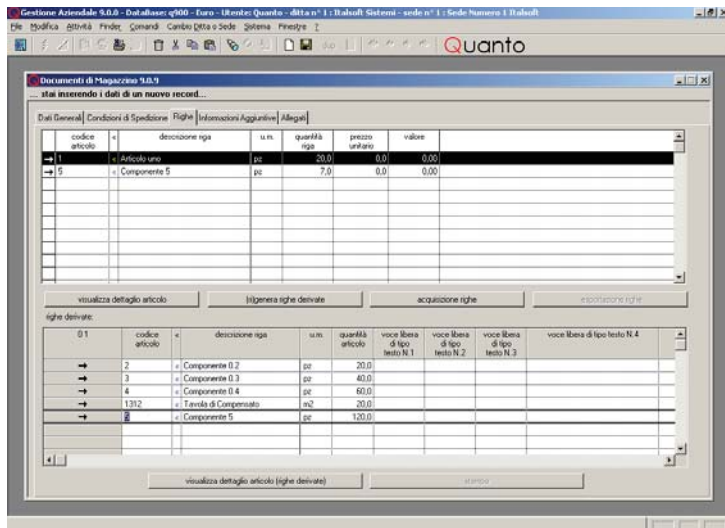 Gestione Aziendale 9.0.0 - DataBase: q900 - Euro - Utente: Quanto - ditta n° 1 : Italsoft Sistemi - sede n° 1 : Sede Numero 1 Italsoft
File Modifica Attività Finder Comandi Cambio Ditta o Sede Sistema Finestre ?
Quanto
Documenti di Magazzino 9.0.9
... stai inserendo i dati di un nuovo record...
Dati Generali Condizioni di Spedizione Righe Informazioni Aggiuntive Allegati
codice articolo < descrizione riga u.m. quantità riga prezzo unitario valore
1 < Articolo uno pz 20,0 0,0 0,00
5 < Componente 5 pz 7,0 0,0 0,00
visualizza dettaglio articolo (ri)genera righe derivate acquisizione righe esportazione righe
righe derivate:
0 1 codice articolo < descrizione riga u.m. quantità articolo voce libera di tipo testo N.1 voce libera di tipo testo N.2 voce libera di tipo testo N.3 voce libera di tipo testo N.4
2 < Componente 0.2 pz 20,0
3 < Componente 0.3 pz 40,0
4 < Componente 0.4 pz 60,0
1312 < Tavola di Compensato m2 20,0
5 < Componente 5 pz 120,0
visualizza dettaglio articolo (righe derivate) stampa